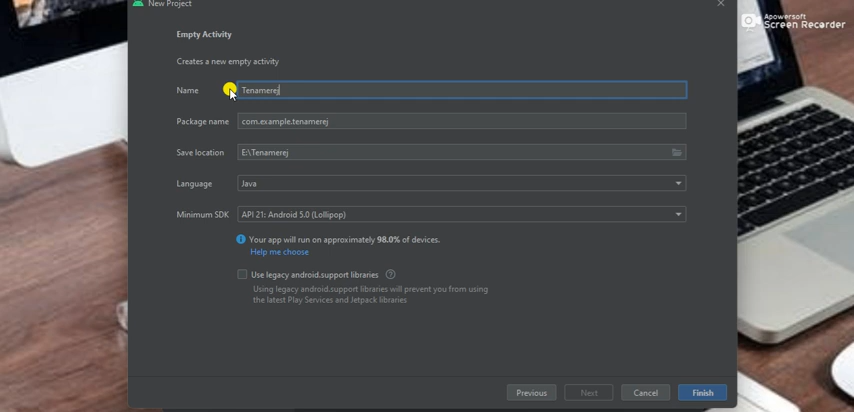 New Project
Apowersoft
Screen Recorder
Empty Activity
Creates a new empty activity
Name
Tenamerej
Package name
com.example.tenamerej
Save location
E:\Tenamerej
Language
Java
Minimum SDK
API 21: Android 5.0 (Lollipop)
Your app will run on approximately 98.0% of devices.
Help me choose
Use legacy android.support libraries
Using legacy android.support libraries will prevent you from using
the latest Play Services and Jetpack libraries
Previous
Next
Cancel
Finish